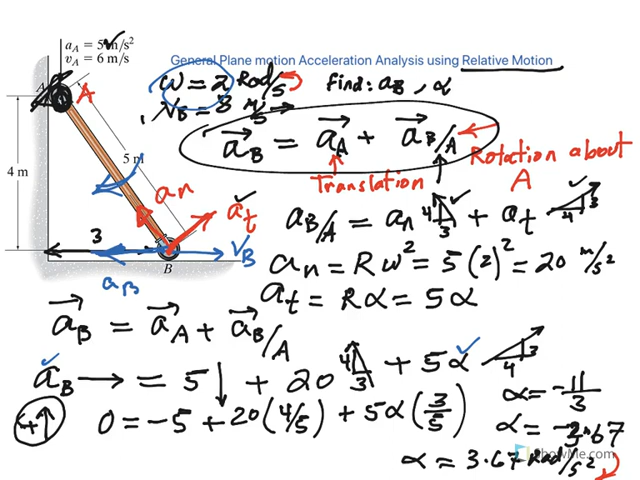 a_A = 5 m/s²
v_A = 6 m/s
General Plane motion Acceleration Analysis using Relative Motion
ω = 2 Rad/s
Find: a_B, α
V_B = 8 m/s →
A
A
a_B = a_A + a_B/A
Rotation about A
Translation
5 m
4 m
a_n
a_t
3
B
V_B
a_B
a_B/A = a_n 4 3 + a_t 4 3
a_n = Rω² = 5(2)² = 20 m/s²
a_t = Rα = 5α
a_B = a_A + a_B/A
a_B → = 5↓ + 20 4 3 + 5α 4 3
+↑ 0 = -5 + 20(4/5) + 5α(3/5)
α = -11/3
α = -3.67
ShowMe.com
α = 3.67 Rad/s²